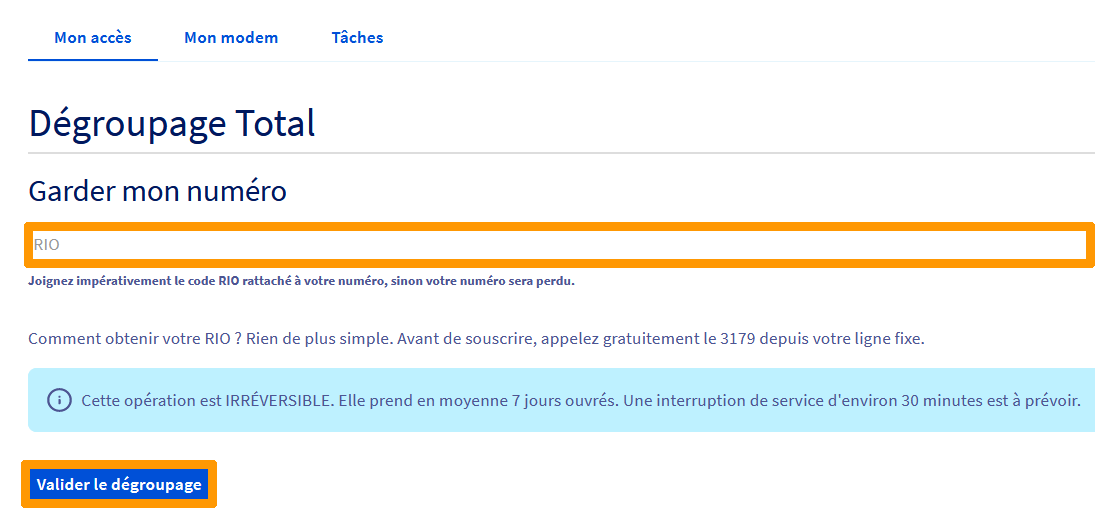 Mon accès Mon modem Tâches
Dégroupage Total
Garder mon numéro
RIO
Joignez impérativement le code RIO rattaché à votre numéro, sinon votre numéro sera perdu.
Comment obtenir votre RIO ? Rien de plus simple. Avant de souscrire, appelez gratuitement le 3179 depuis votre ligne fixe.
Cette opération est IRRÉVERSIBLE. Elle prend en moyenne 7 jours ouvrés. Une interruption de service d'environ 30 minutes est à prévoir.
Valider le dégroupage